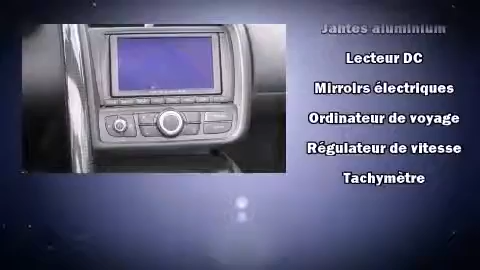 Jantes aluminium
Lecteur DC
Mirroirs électriques
Ordinateur de voyage
Régulateur de vitesse
Tachymètre